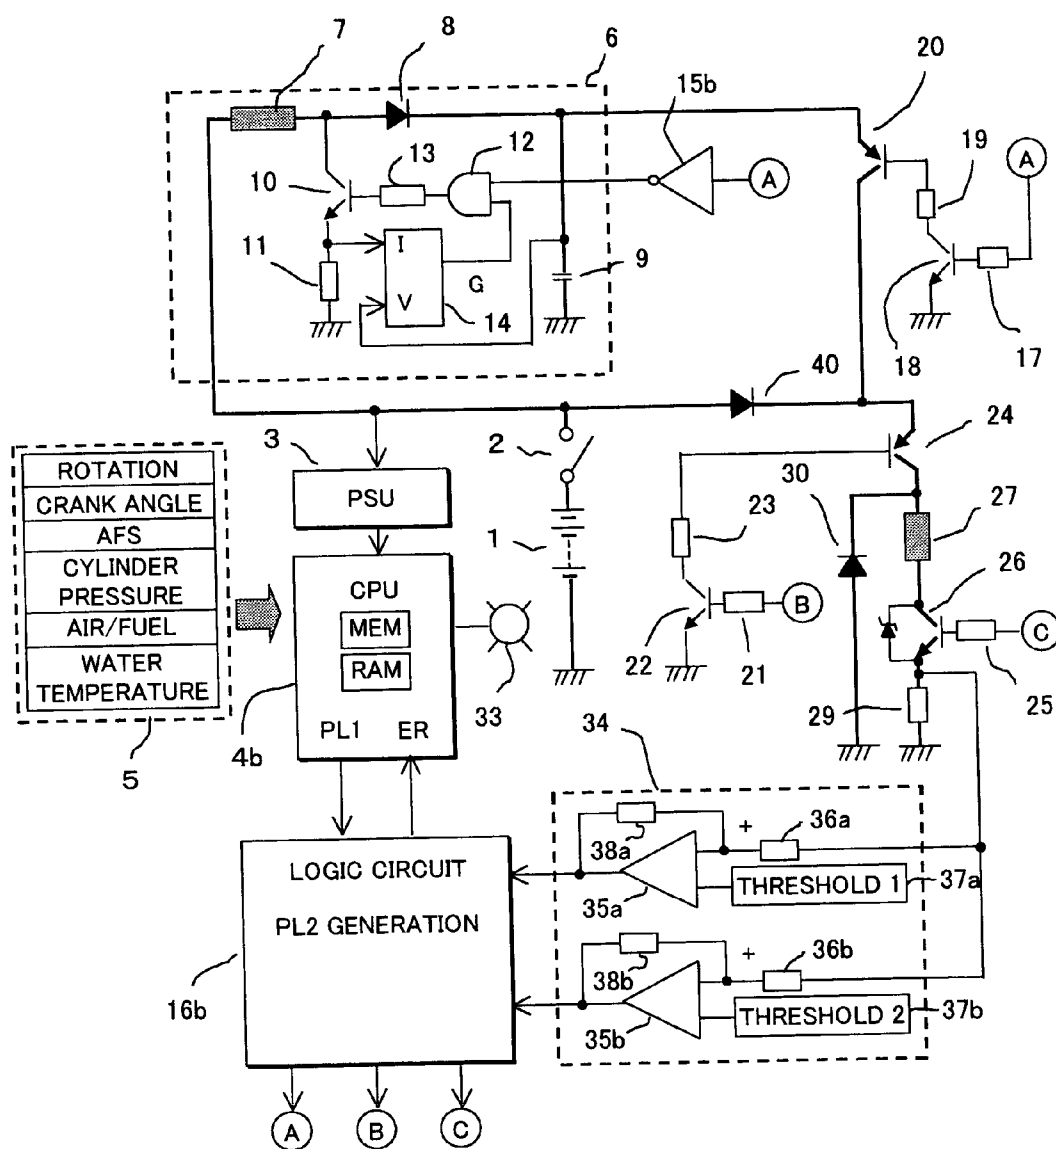 7
8
6
20
15b
12
13
A
19
A
10
11
I
V
G
14
9
18
17
40
2
24
3
PSU
ROTATION
CRANK ANGLE
AFS
CYLINDER
PRESSURE
AIR/FUEL
WATER
TEMPERATURE
5
1
23
30
27
26
CPU
MEM
RAM
PL1 ER
4b
33
B
22
21
C
25
29
34
LOGIC CIRCUIT
PL2 GENERATION
16b
38a
+
36a
35a
THRESHOLD 1
37a
38b
+
36b
35b
THRESHOLD 2
37b
A
B
C